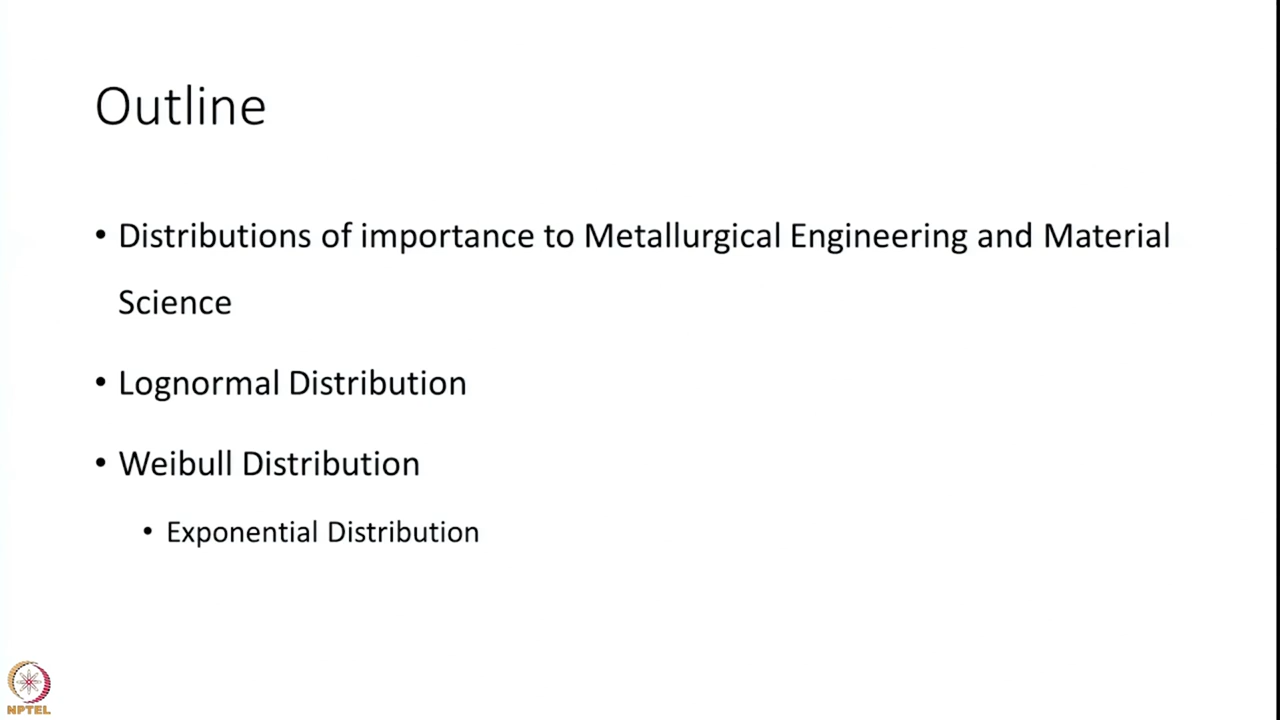 Outline
• Distributions of importance to Metallurgical Engineering and Material
Science
• Lognormal Distribution
• Weibull Distribution
• Exponential Distribution
NPTEL